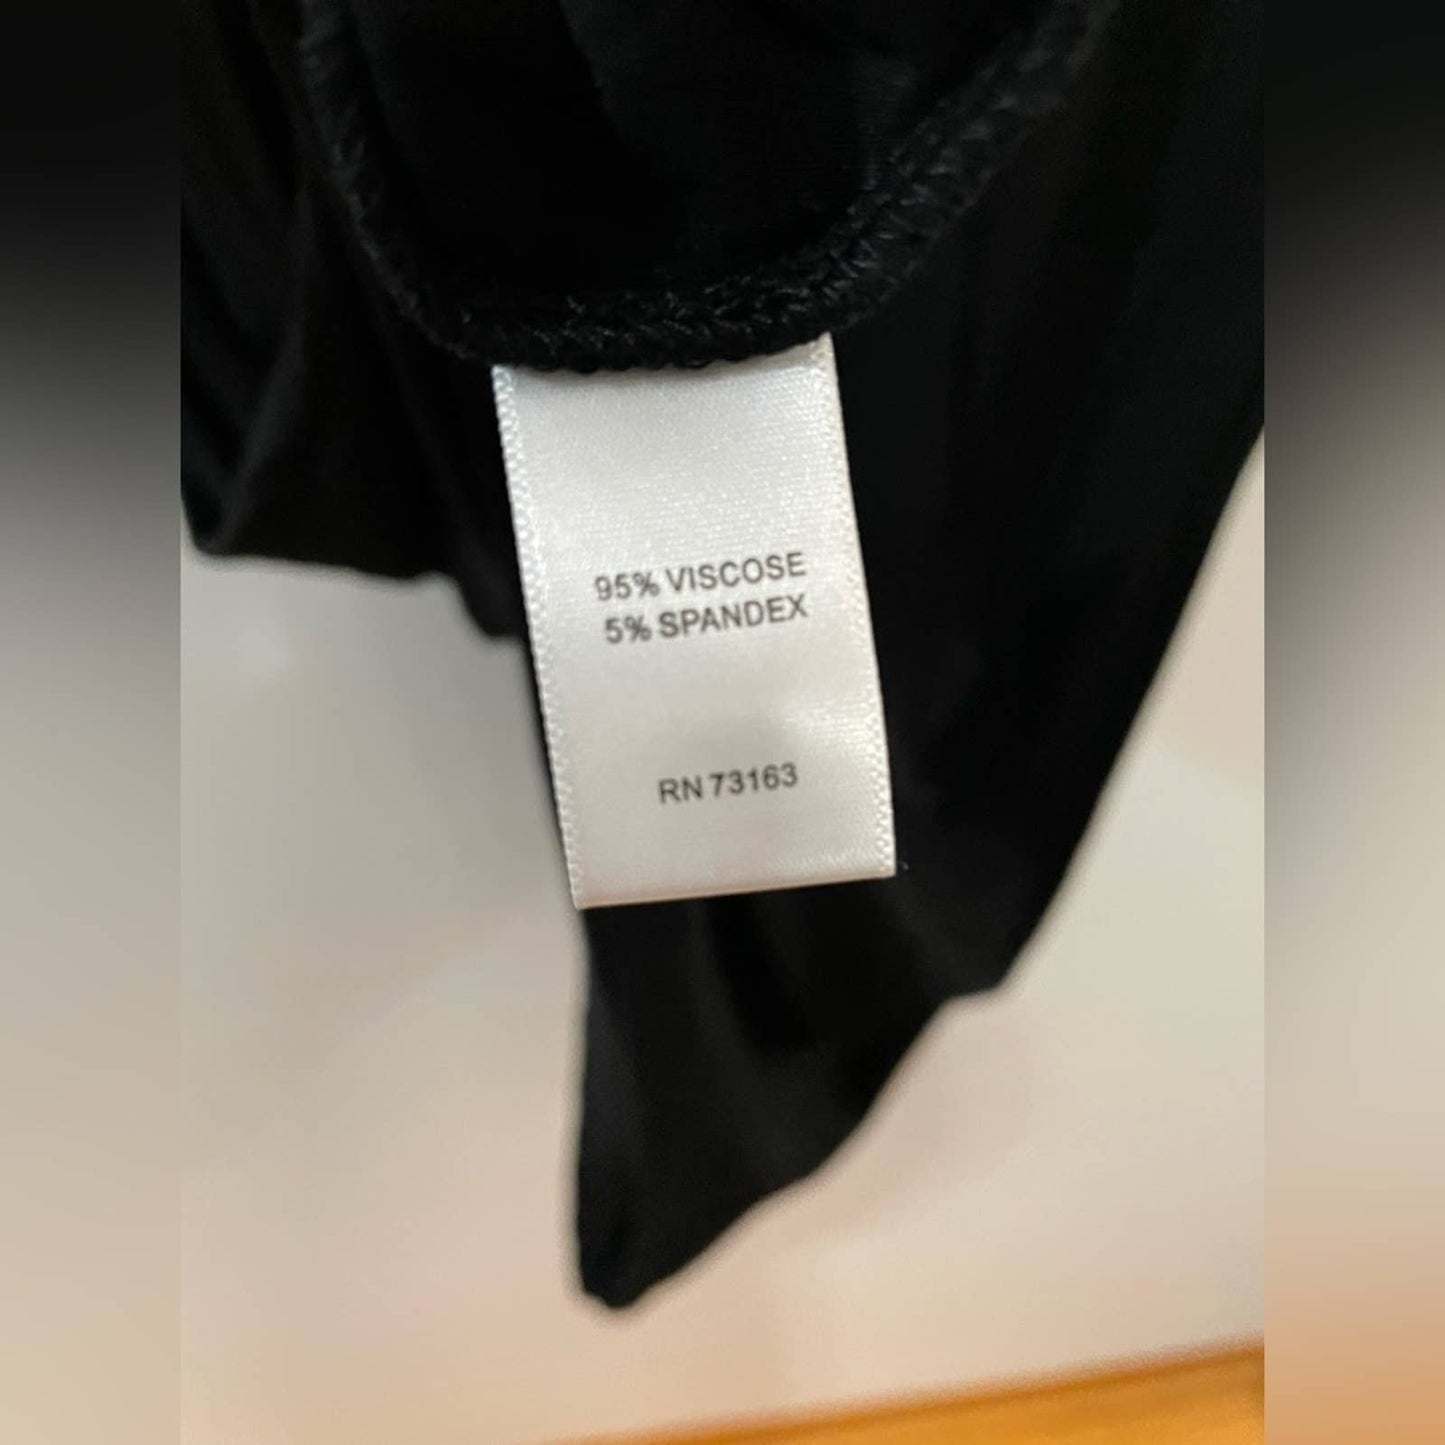 95% VISCOSE
5% SPANDEX
RN 73163